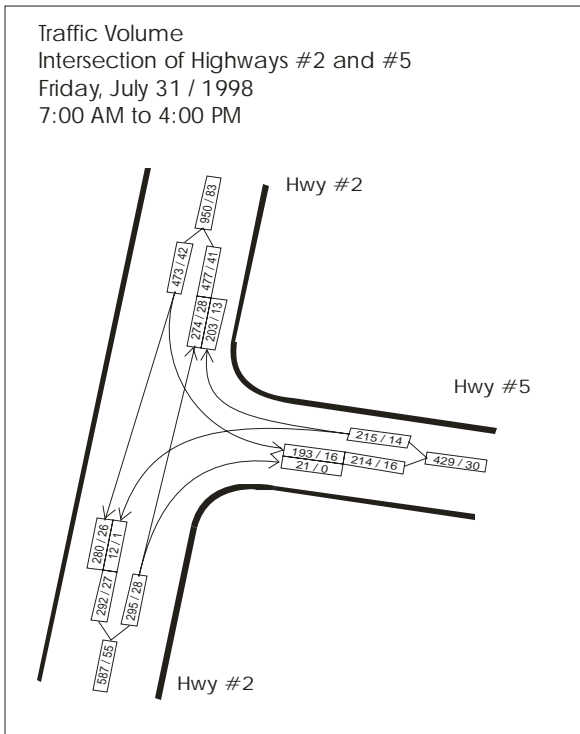 Traffic Volume
Intersection of Highways #2 and #5
Friday, July 31 / 1998
7:00 AM to 4:00 PM
Hwy #2
950 / 83
473 / 42
477 / 41
274 / 28
203 / 13
Hwy #5
215 / 14
193 / 16
21 / 0
214 / 16
429 / 30
280 / 26
12 / 1
292 / 27
295 / 28
587 / 55
Hwy #2